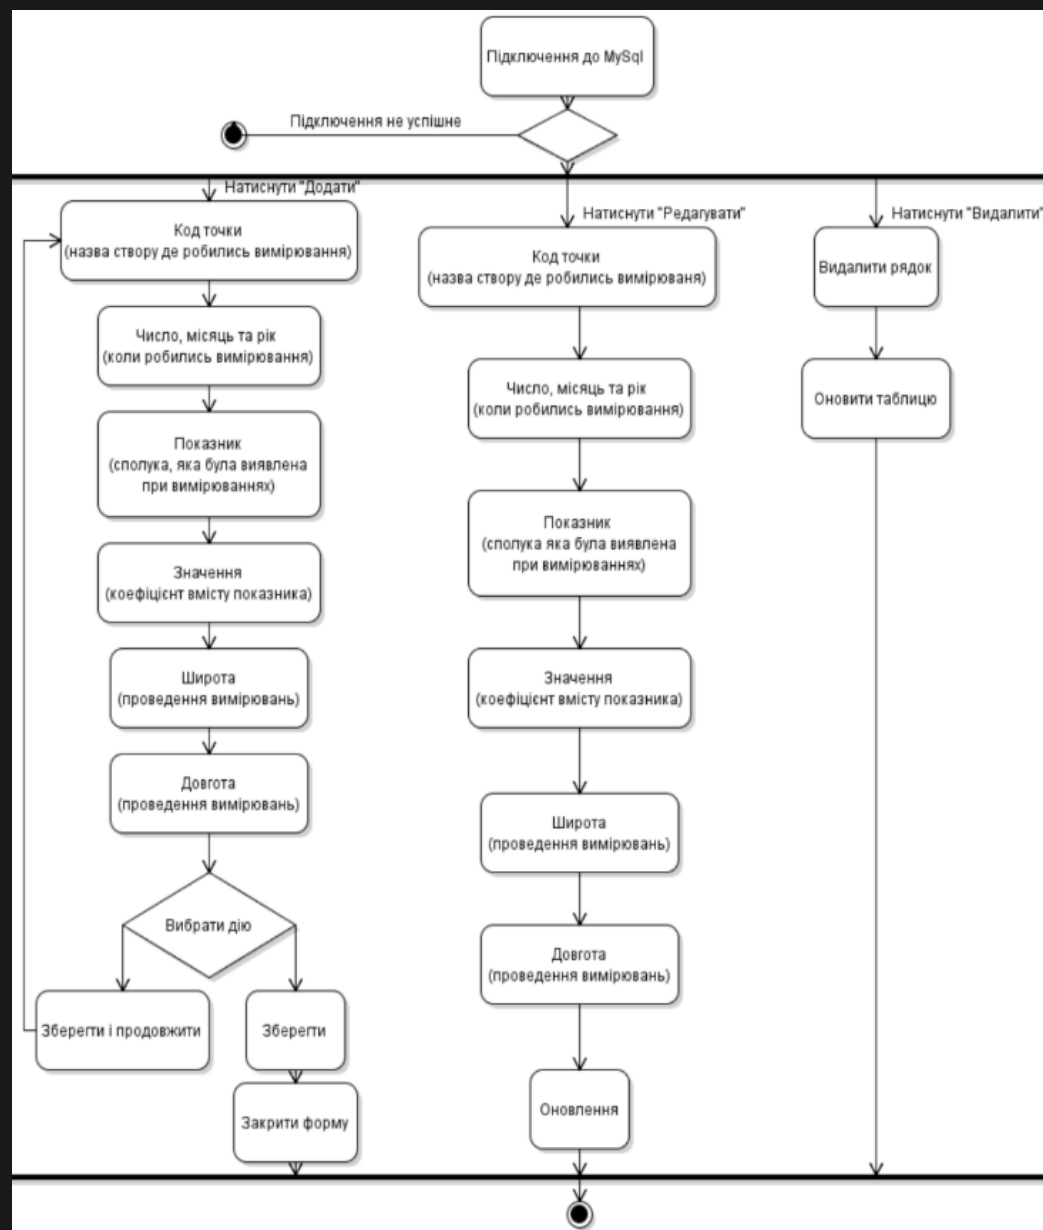 Підключення до MySql
Підключення не успішне
Натиснути "Додати"
Код точки
(назва створу де робились вимірювання)
Число, місяць та рік
(коли робились вимірювання)
Показник
(сполука, яка була виявлена
при вимірюваннях)
Значення
(коефіцієнт вмісту показника)
Широта
(проведення вимірювань)
Довгота
(проведення вимірювань)
Вибрати дію
Зберегти і продовжити
Зберегти
Закрити форму
Натиснути "Редагувати"
Код точки
(назва створу де робились вимірюваня)
Число, місяць та рік
(коли робились вимірювання)
Показник
(сполука яка була виявлена
при вимірюваннях)
Значення
(коефіцієнт вмісту показника)
Широта
(проведення вимірювань)
Довгота
(проведення вимірювань)
Оновлення
Натиснути "Видалити"
Видалити рядок
Оновити таблицю